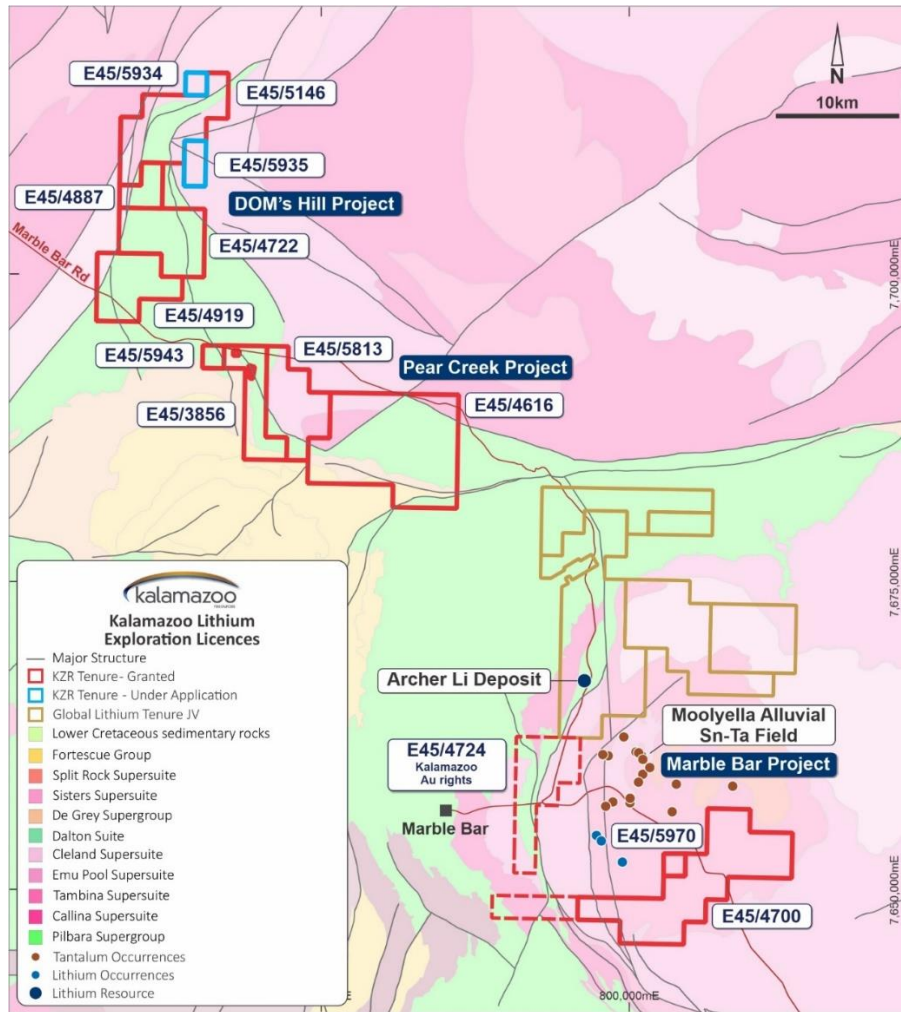 E45/5934
E45/5146
N
10km
E45/5935
E45/4887
DOM's Hill Project
E45/4722
Marble Bar Rd
7,700,000mE
E45/4919
E45/5943
E45/5813
Pear Creek Project
E45/3856
E45/4616
7,675,000mE
kalamazoo
Kalamazoo Lithium
Exploration Licences
Major Structure
KZR Tenure- Granted
KZR Tenure - Under Application
Global Lithium Tenure JV
Lower Cretaceous sedimentary rocks
Fortescue Group
Split Rock Supersuite
Sisters Supersuite
De Grey Supergroup
Dalton Suite
Cleland Supersuite
Emu Pool Supersuite
Tambina Supersuite
Callina Supersuite
Pilbara Supergroup
Tantalum Occurrences
Lithium Occurrences
Lithium Resource
Archer Li Deposit
Moolyella Alluvial
Sn-Ta Field
E45/4724
Kalamazoo
Au rights
Marble Bar Project
Marble Bar
E45/5970
E45/4700
7,650,000mE
mE
800,000mE